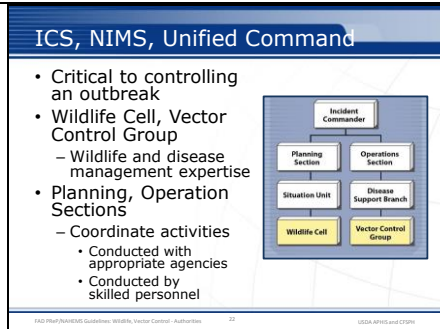 ICS, NIMS, Unified Command
• Critical to controlling
an outbreak
• Wildlife Cell, Vector
Control Group
– Wildlife and disease
management expertise
• Planning, Operation
Sections
– Coordinate activities
• Conducted with
appropriate agencies
• Conducted by
skilled personnel
Incident
Commander
Planning
Section
Operations
Section
Situation Unit
Disease
Support Branch
Wildlife Cell
Vector Control
Group
FAD PReP/NAHEMS Guidelines: Wildlife, Vector Control - Authorities
22
USDA APHIS and CFSPH